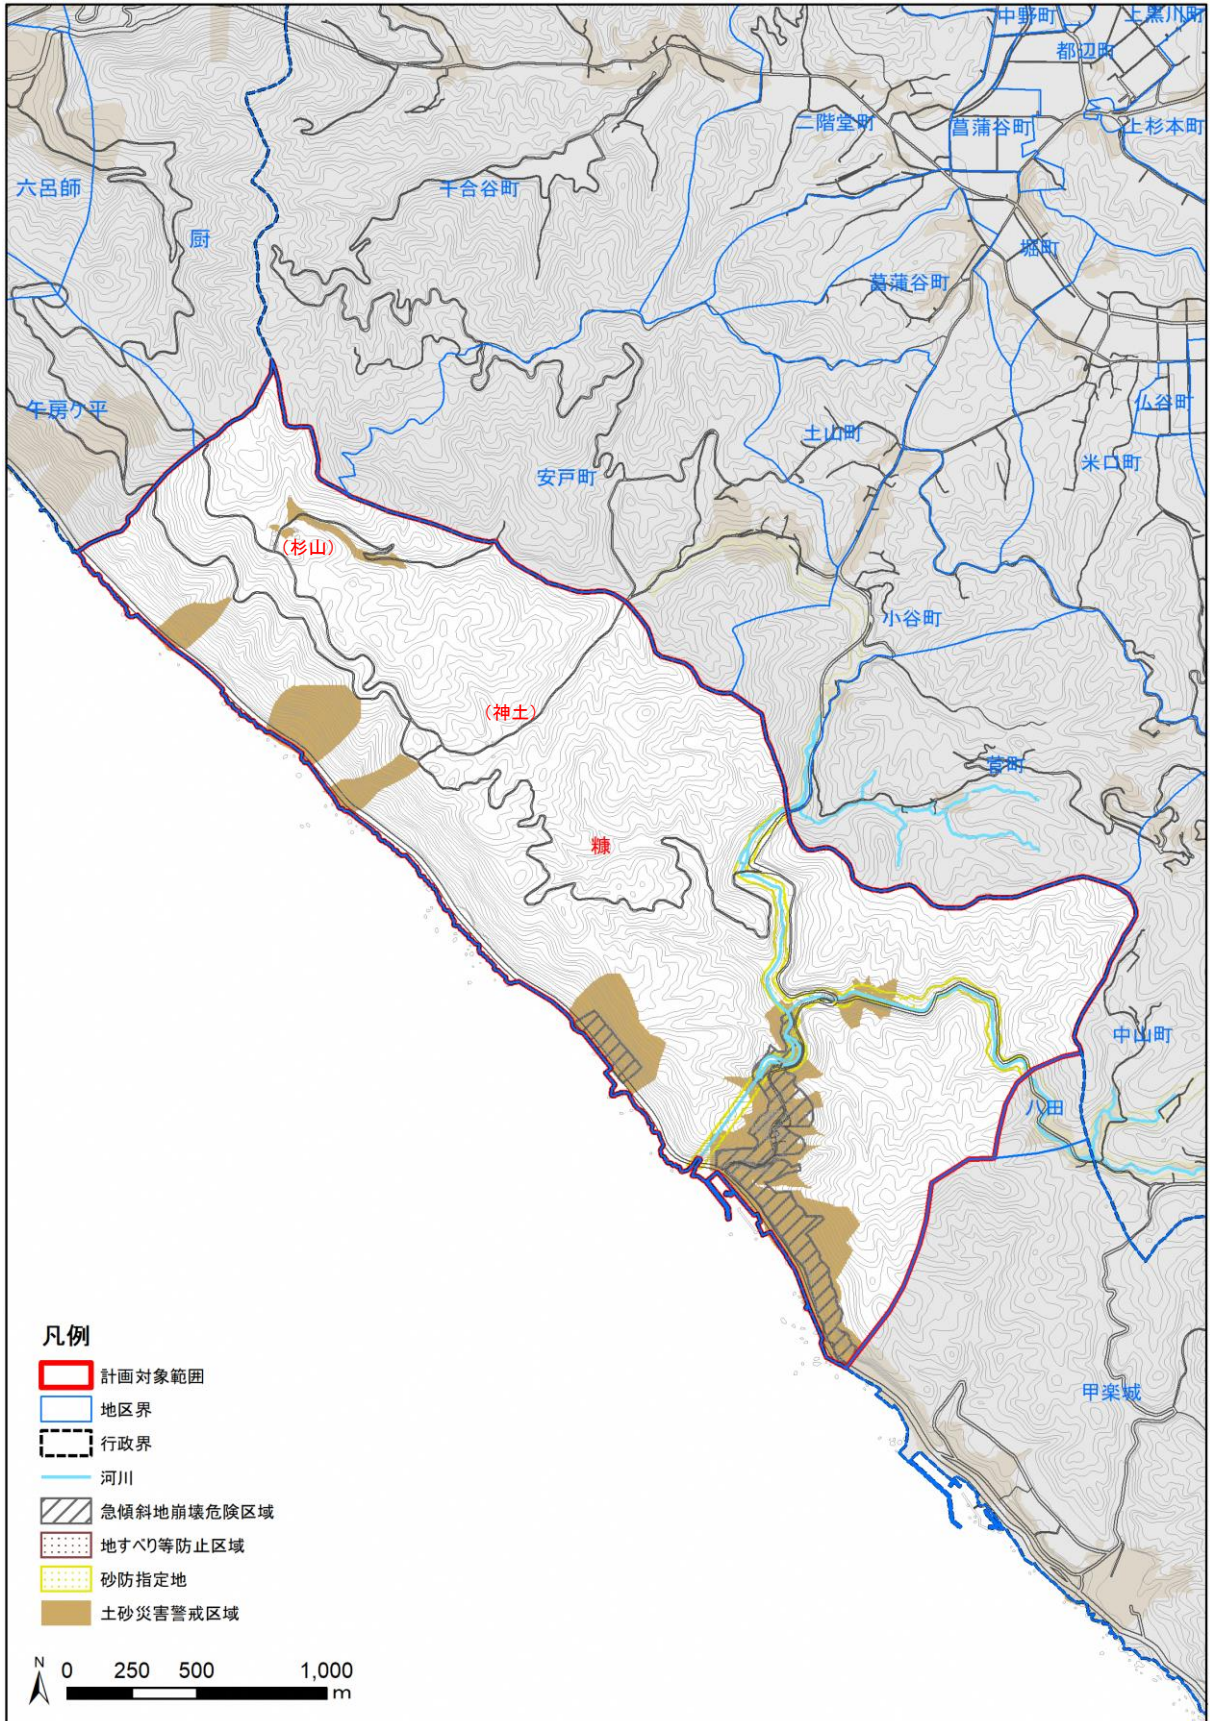 中野町
上黒川町
都辺町
二階堂町
菖蒲谷町
上杉本町
六呂師
千合谷町
厨
堀町
菖蒲谷町
午房ケ平
仏谷町
土山町
米口町
安戸町
(杉山)
小谷町
(神土)
菅町
糠
中山町
八田
甲楽城
凡例
計画対象範囲
地区界
行政界
河川
急傾斜地崩壊危険区域
地すべり等防止区域
砂防指定地
土砂災害警戒区域
N 0 250 500 1,000
m